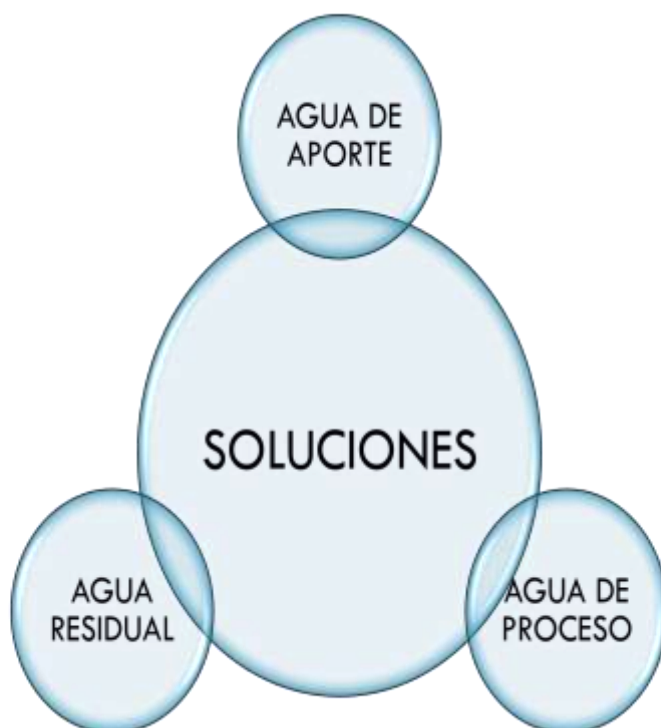 AGUA DE
APORTE
SOLUCIONES
AGUA
RESIDUAL
AGUA DE
PROCESO